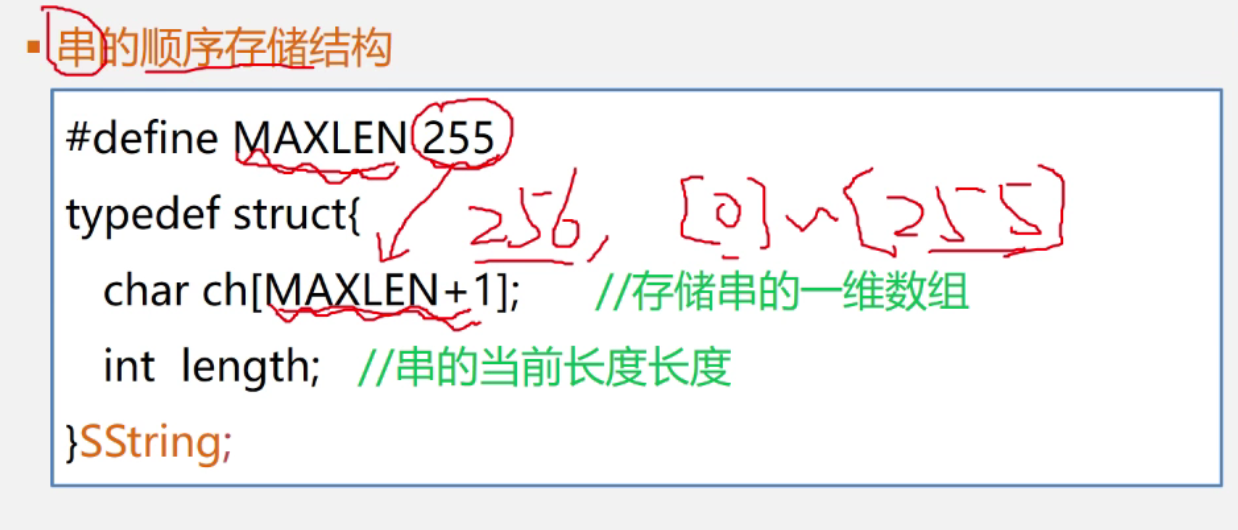 ▪ 串的顺序存储结构
#define MAXLEN 255
typedef struct{ 256, [0]~[255]
char ch[MAXLEN+1]; //存储串的一维数组
int length; //串的当前长度长度
}SString;